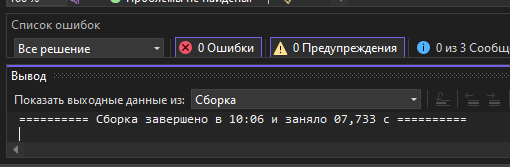 Список ошибок
Все решение
0 Ошибки
0 Предупреждения
0 из 3 Сообщ
Вывод
Показать выходные данные из:
Сборка
========== Сборка завершено в 10:06 и заняло 07,733 с ==========